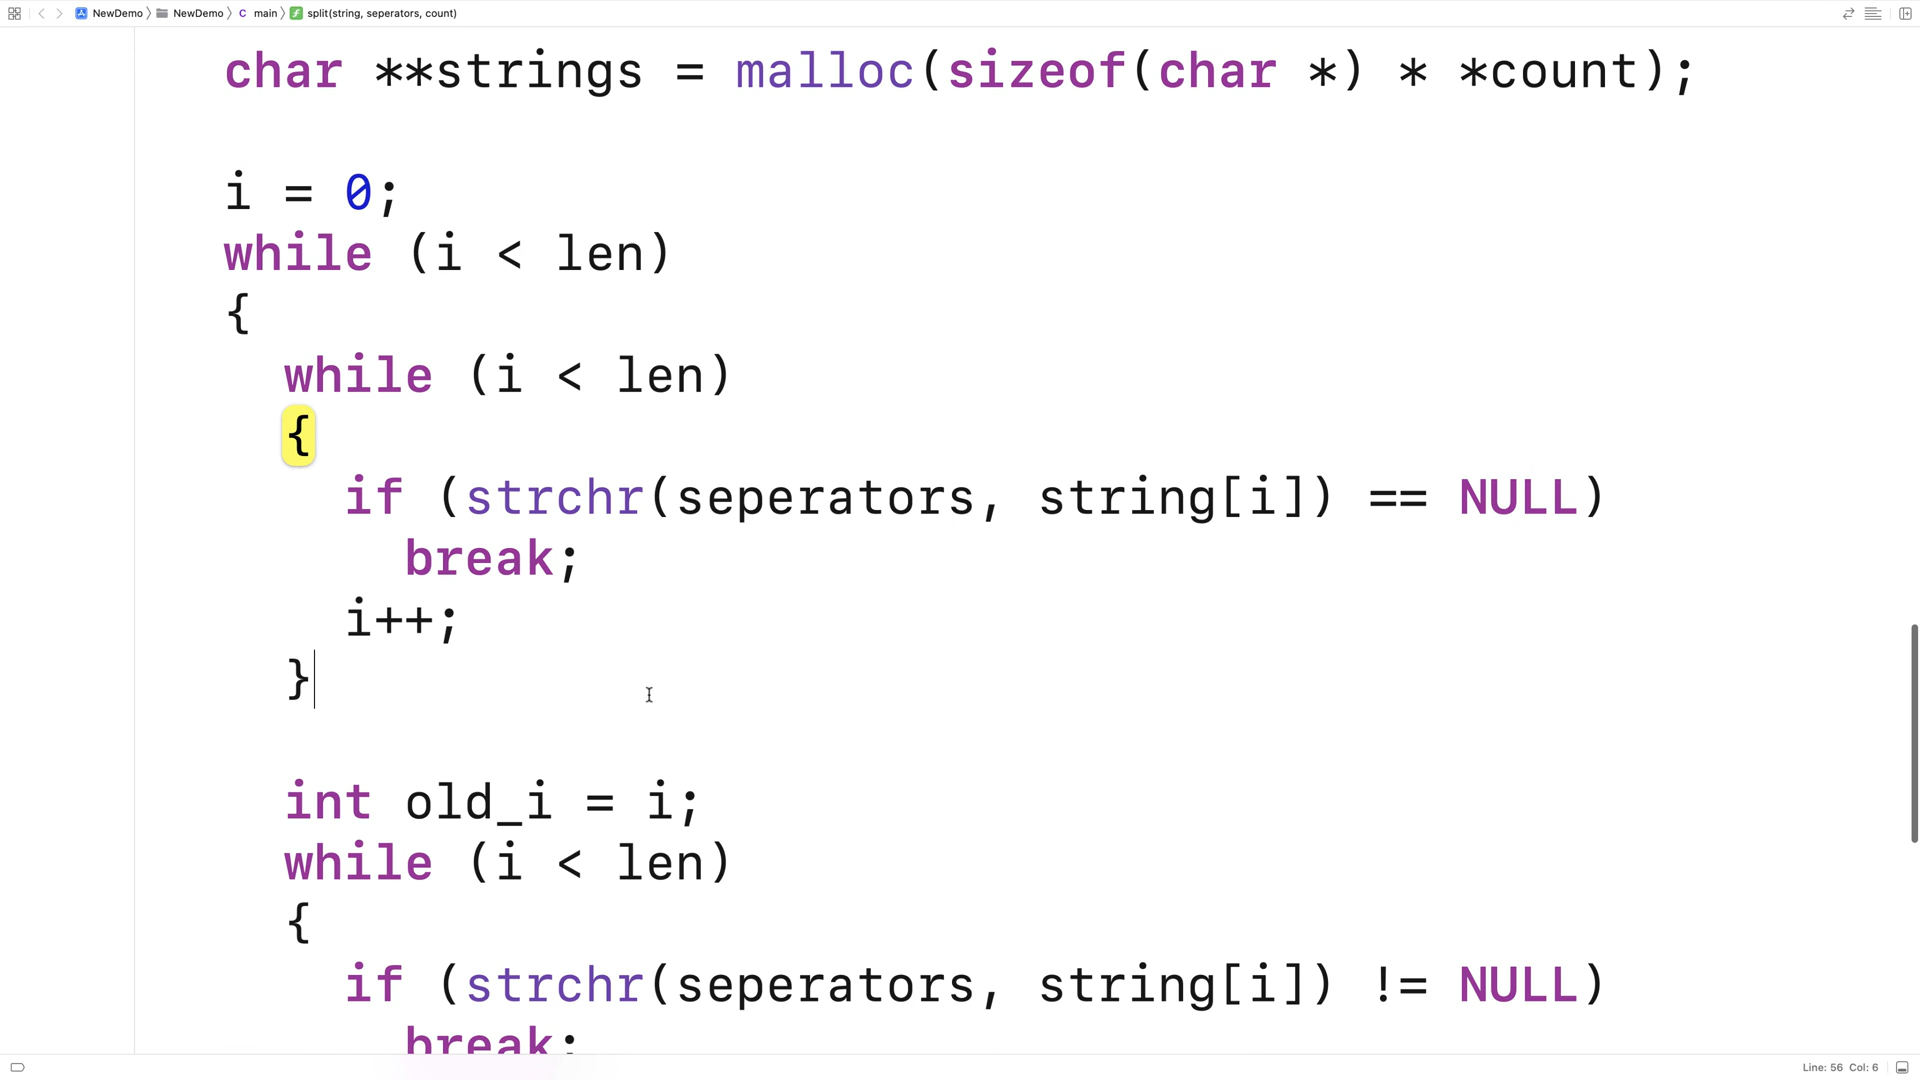 NewDemo NewDemo C main f split(string, seperators, count)
char **strings = malloc(sizeof(char *) * *count);
i = 0;
while (i < len)
{
while (i < len)
{
if (strchr(seperators, string[i]) == NULL)
break;
i++;
}
int old_i = i;
while (i < len)
{
if (strchr(seperators, string[i]) != NULL)
break;
Line: 56 Col: 6